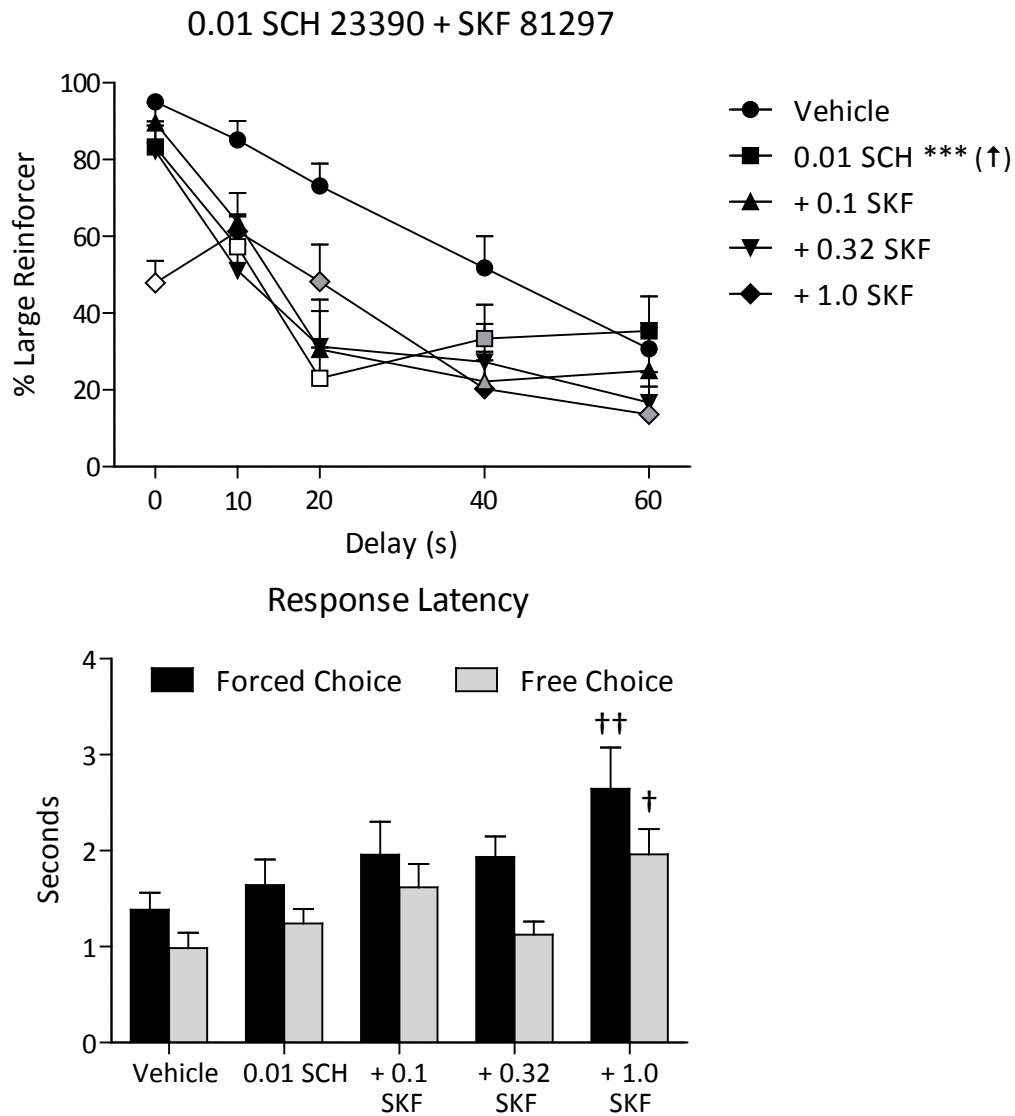 0.01 SCH 23390 + SKF 81297
% Large Reinforcer
100
80
60
40
20
0
0 10 20 40 60
Delay (s)
Vehicle
0.01 SCH *** (↑)
+ 0.1 SKF
+ 0.32 SKF
+ 1.0 SKF
Response Latency
Seconds
4
3
2
1
0
Forced Choice
Free Choice
††
†
Vehicle
0.01 SCH
+ 0.1
SKF
+ 0.32
SKF
+ 1.0
SKF